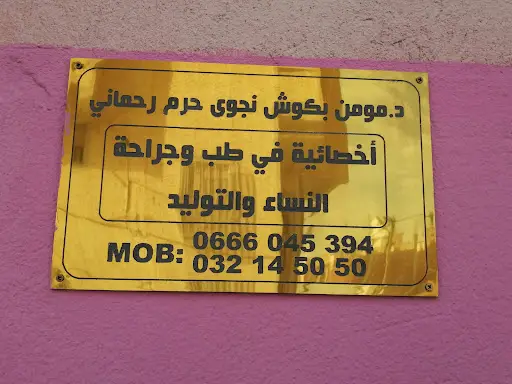 د.مومن بكوش نجوى حرم رحماني
أخصائية في طب وجراحة
النساء والتوليد
MOB: 0666 045 394
032 14 50 50